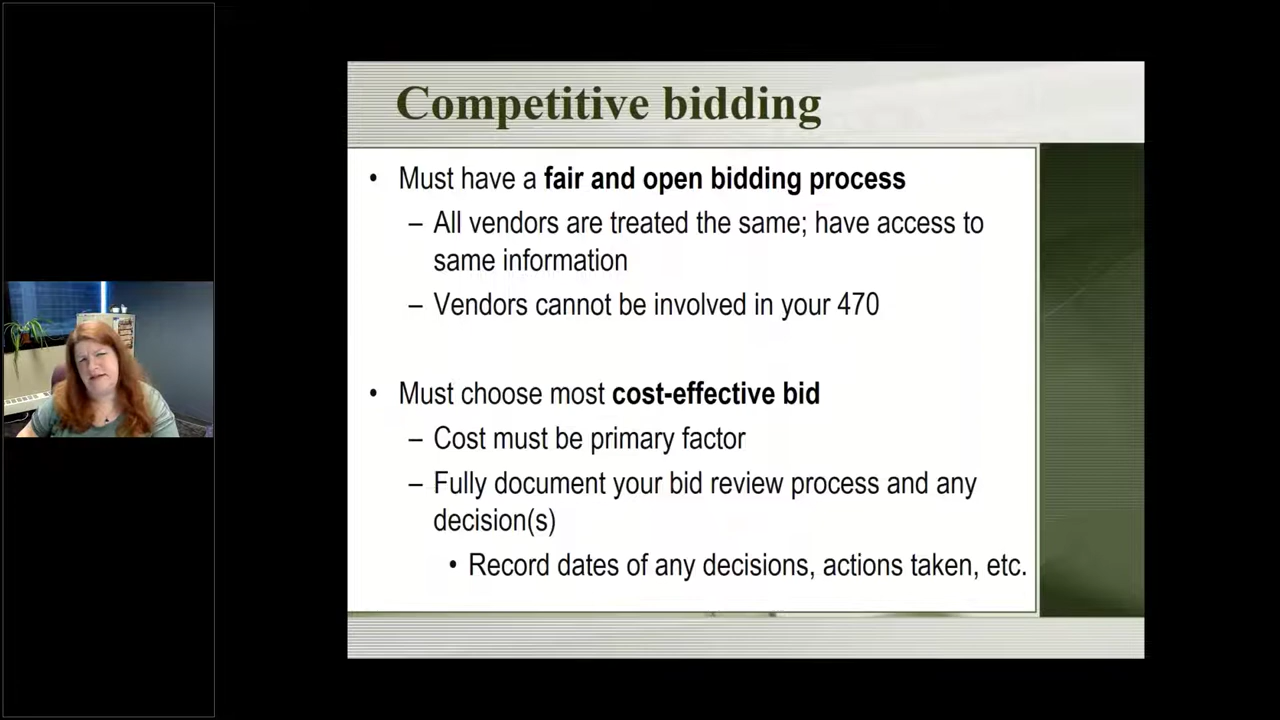 Competitive bidding
• Must have a fair and open bidding process
– All vendors are treated the same; have access to
same information
– Vendors cannot be involved in your 470
• Must choose most cost-effective bid
– Cost must be primary factor
– Fully document your bid review process and any
decision(s)
• Record dates of any decisions, actions taken, etc.